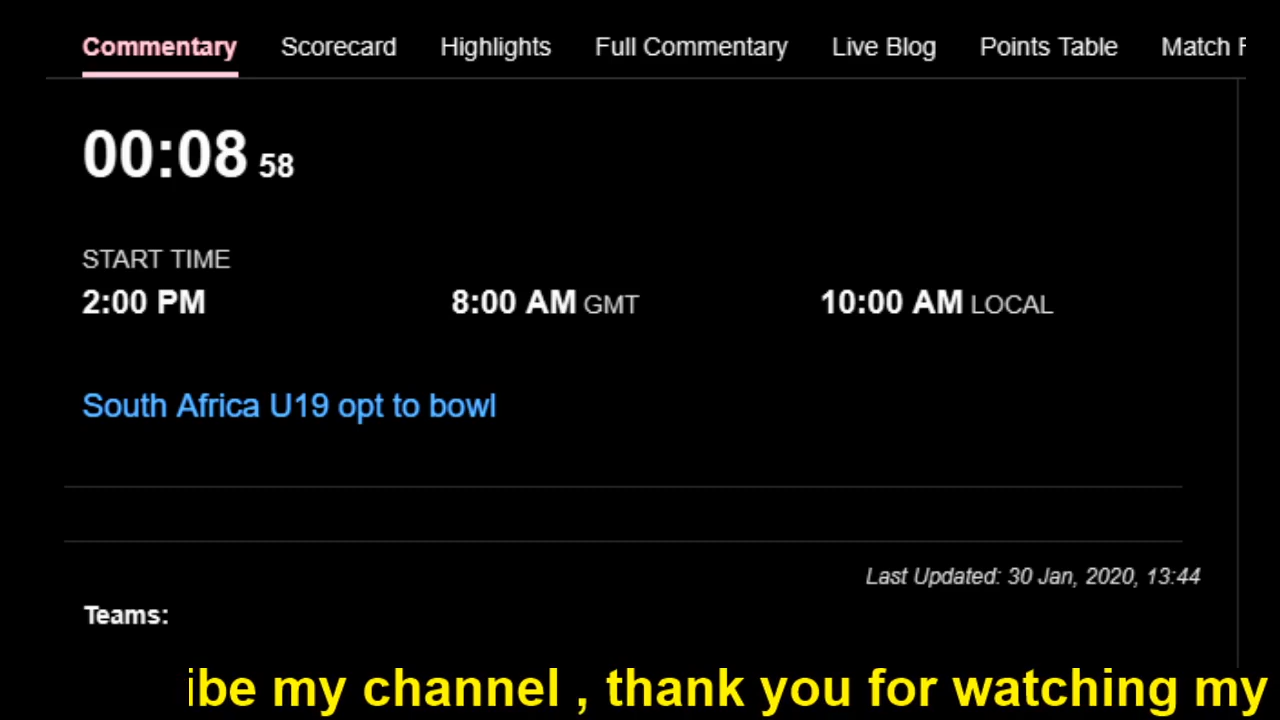 Commentary Scorecard Highlights Full Commentary Live Blog Points Table Match
00:08 58
START TIME
2:00 PM 8:00 AM GMT 10:00 AM LOCAL
South Africa U19 opt to bowl
Last Updated: 30 Jan, 2020, 13:44
Teams:
ibe my channel , thank you for watching my